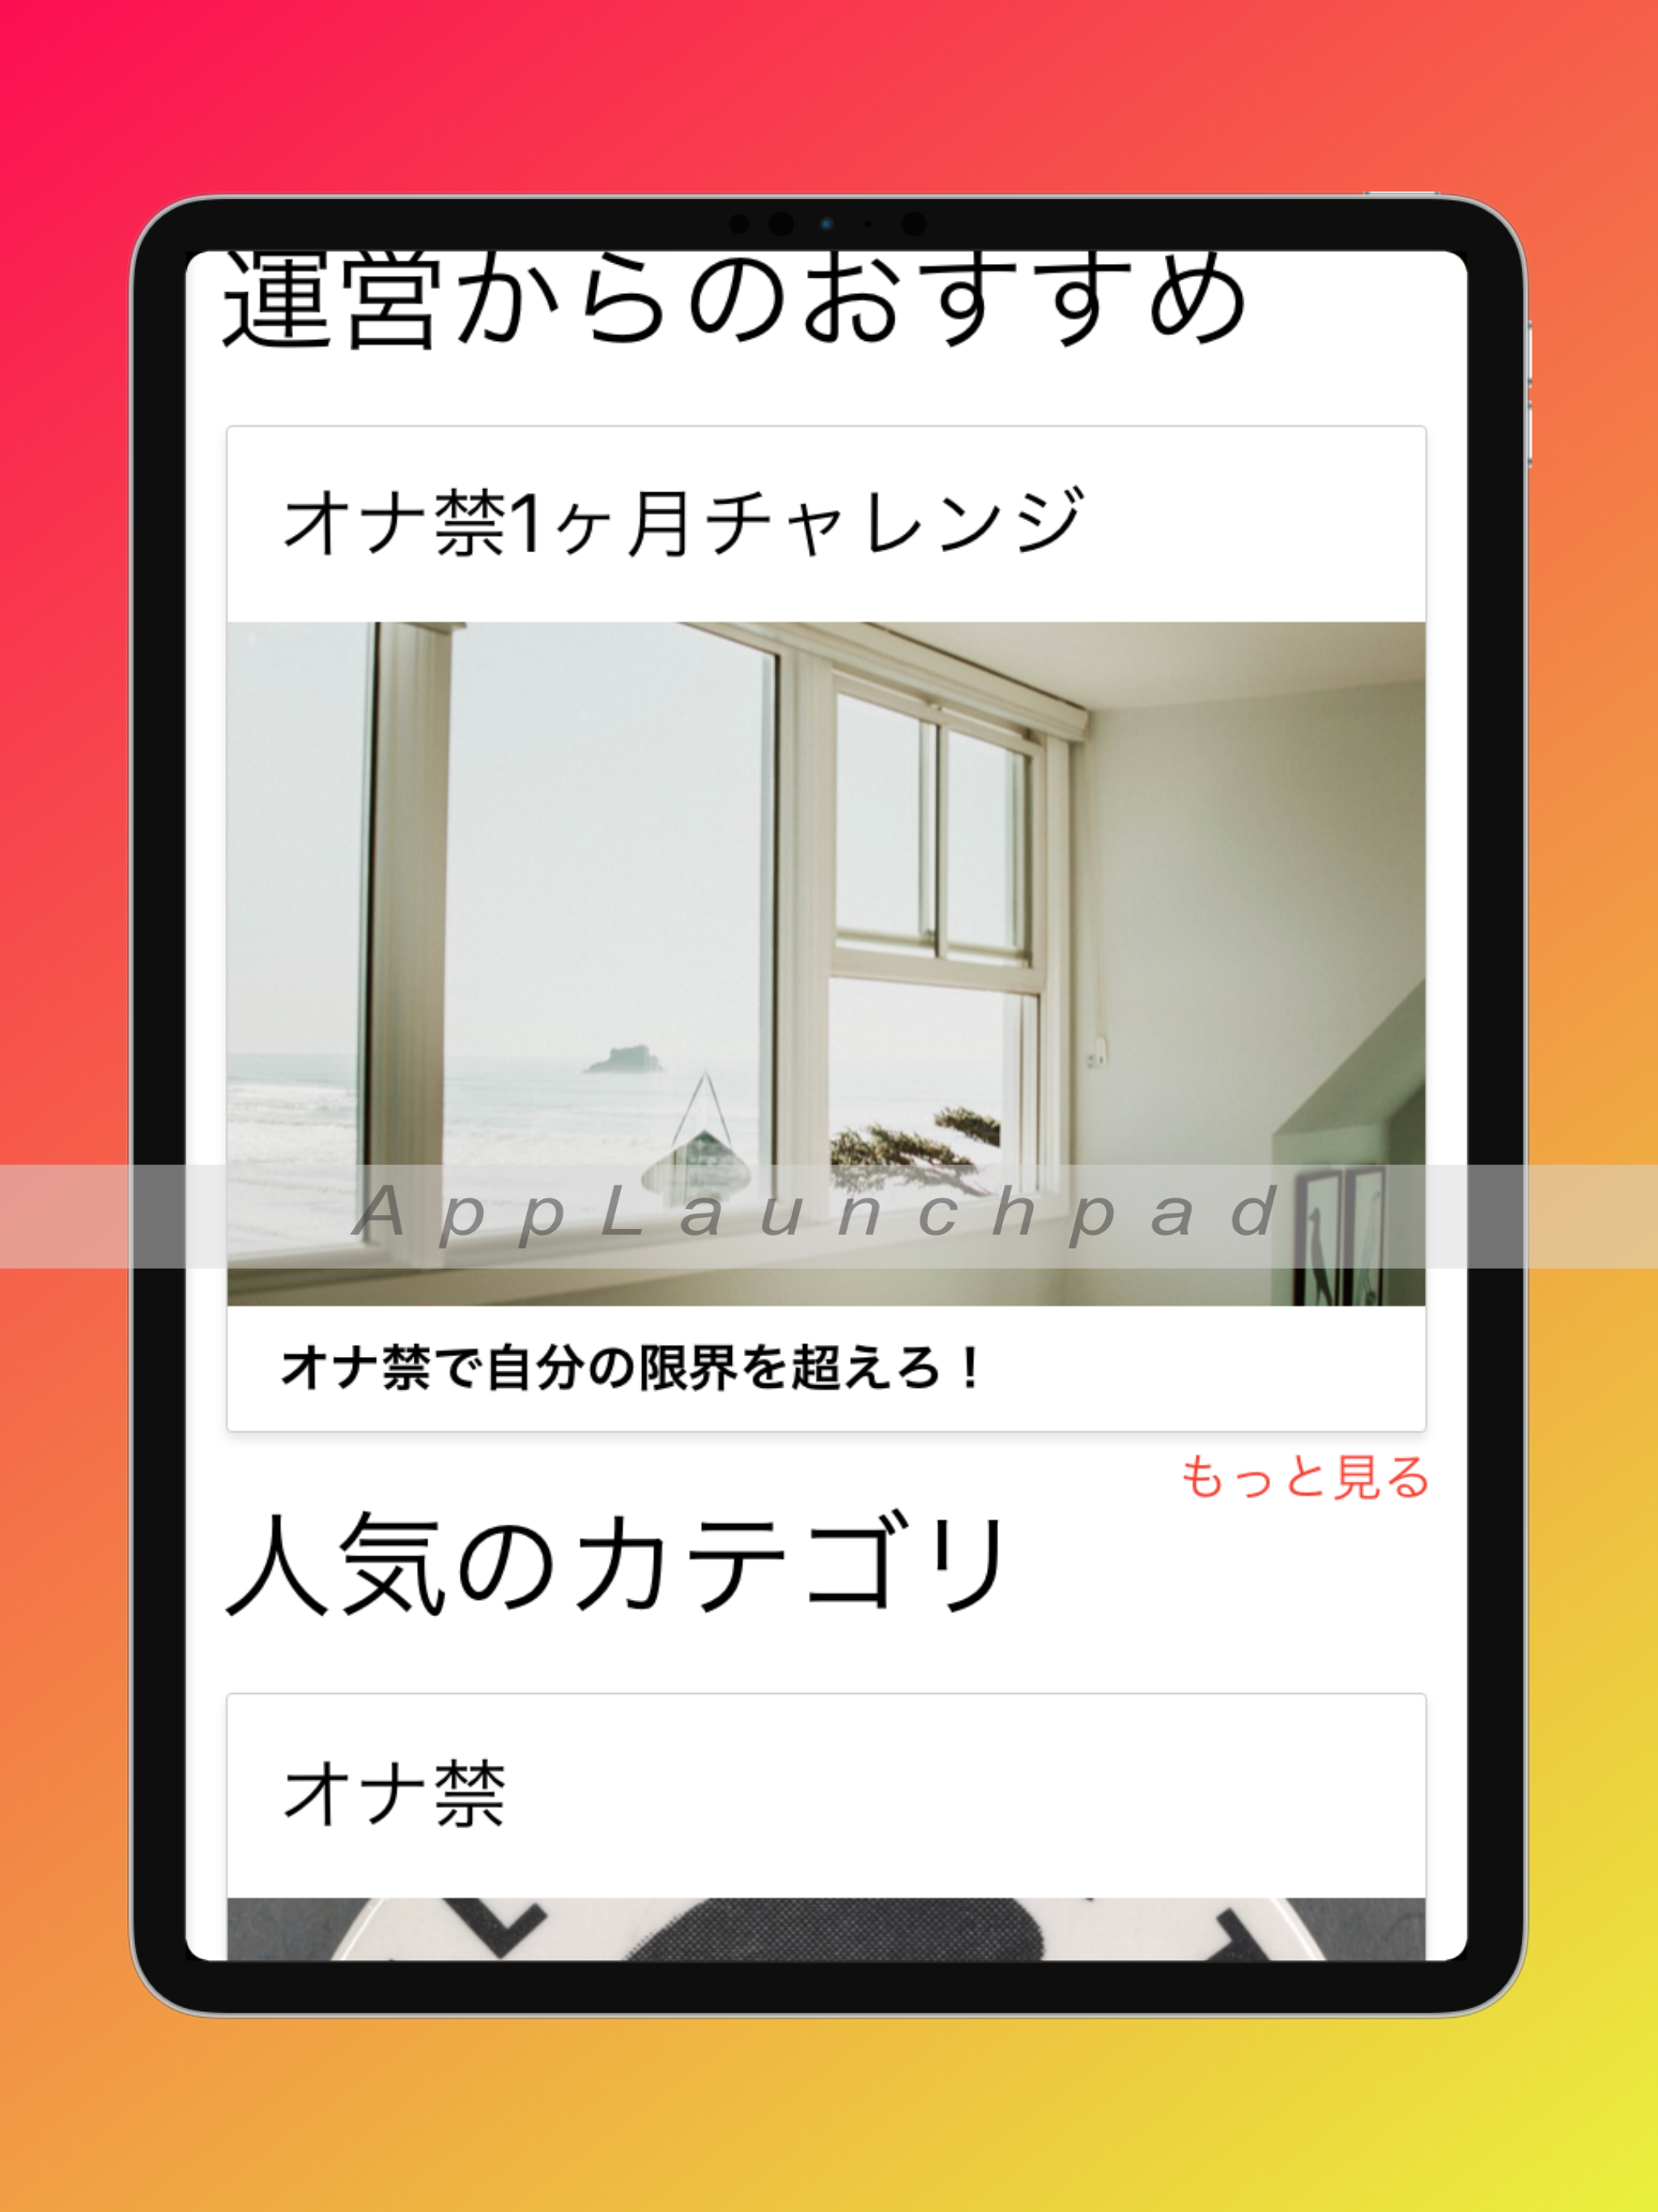 運営からのおすすめ
オナ禁1ヶ月チャレンジ
AppLaunchpad
オナ禁で自分の限界を超えろ！
もっと見る
人気のカテゴリ
オナ禁